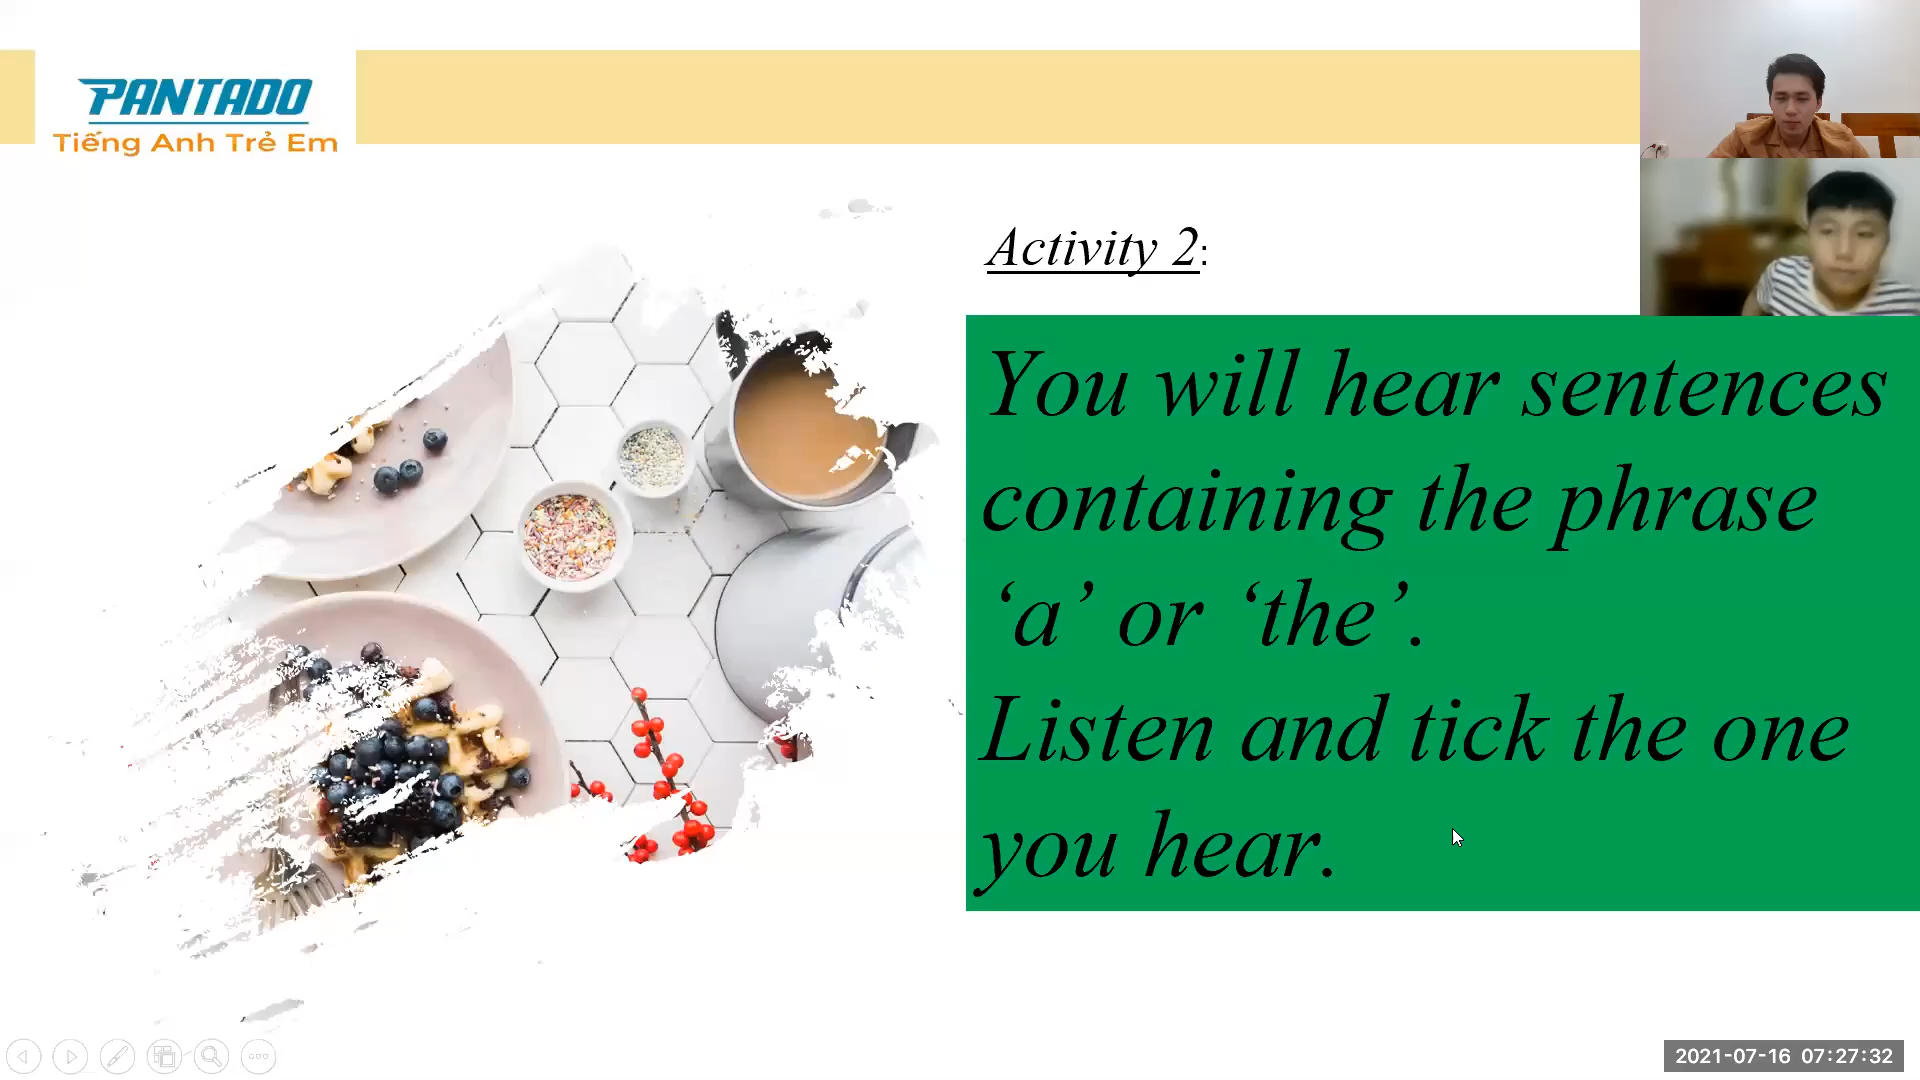 PANTADO
Tiếng Anh Trẻ Em
Activity 2:
You will hear sentences
containing the phrase
‘a’ or ‘the’.
Listen and tick the one
you hear.
2021-07-16 07:27:32